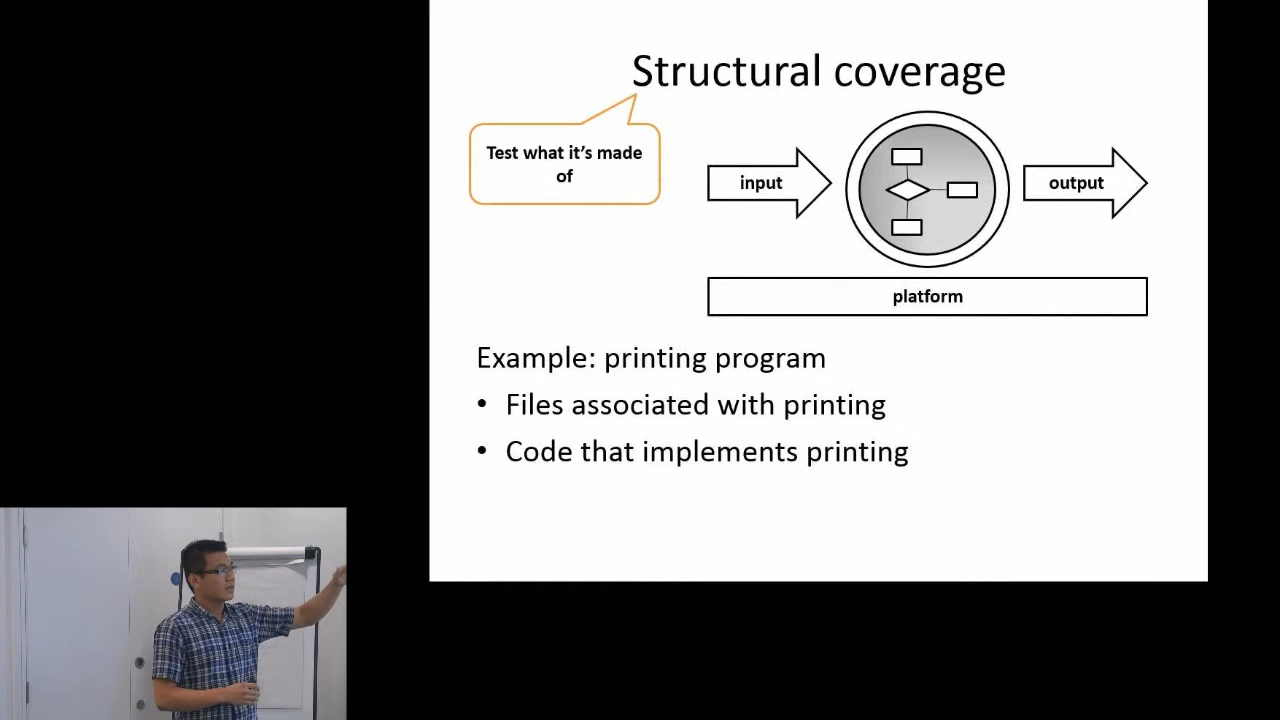 Structural coverage
Test what it's made
of
input
output
platform
Example: printing program
• Files associated with printing
• Code that implements printing